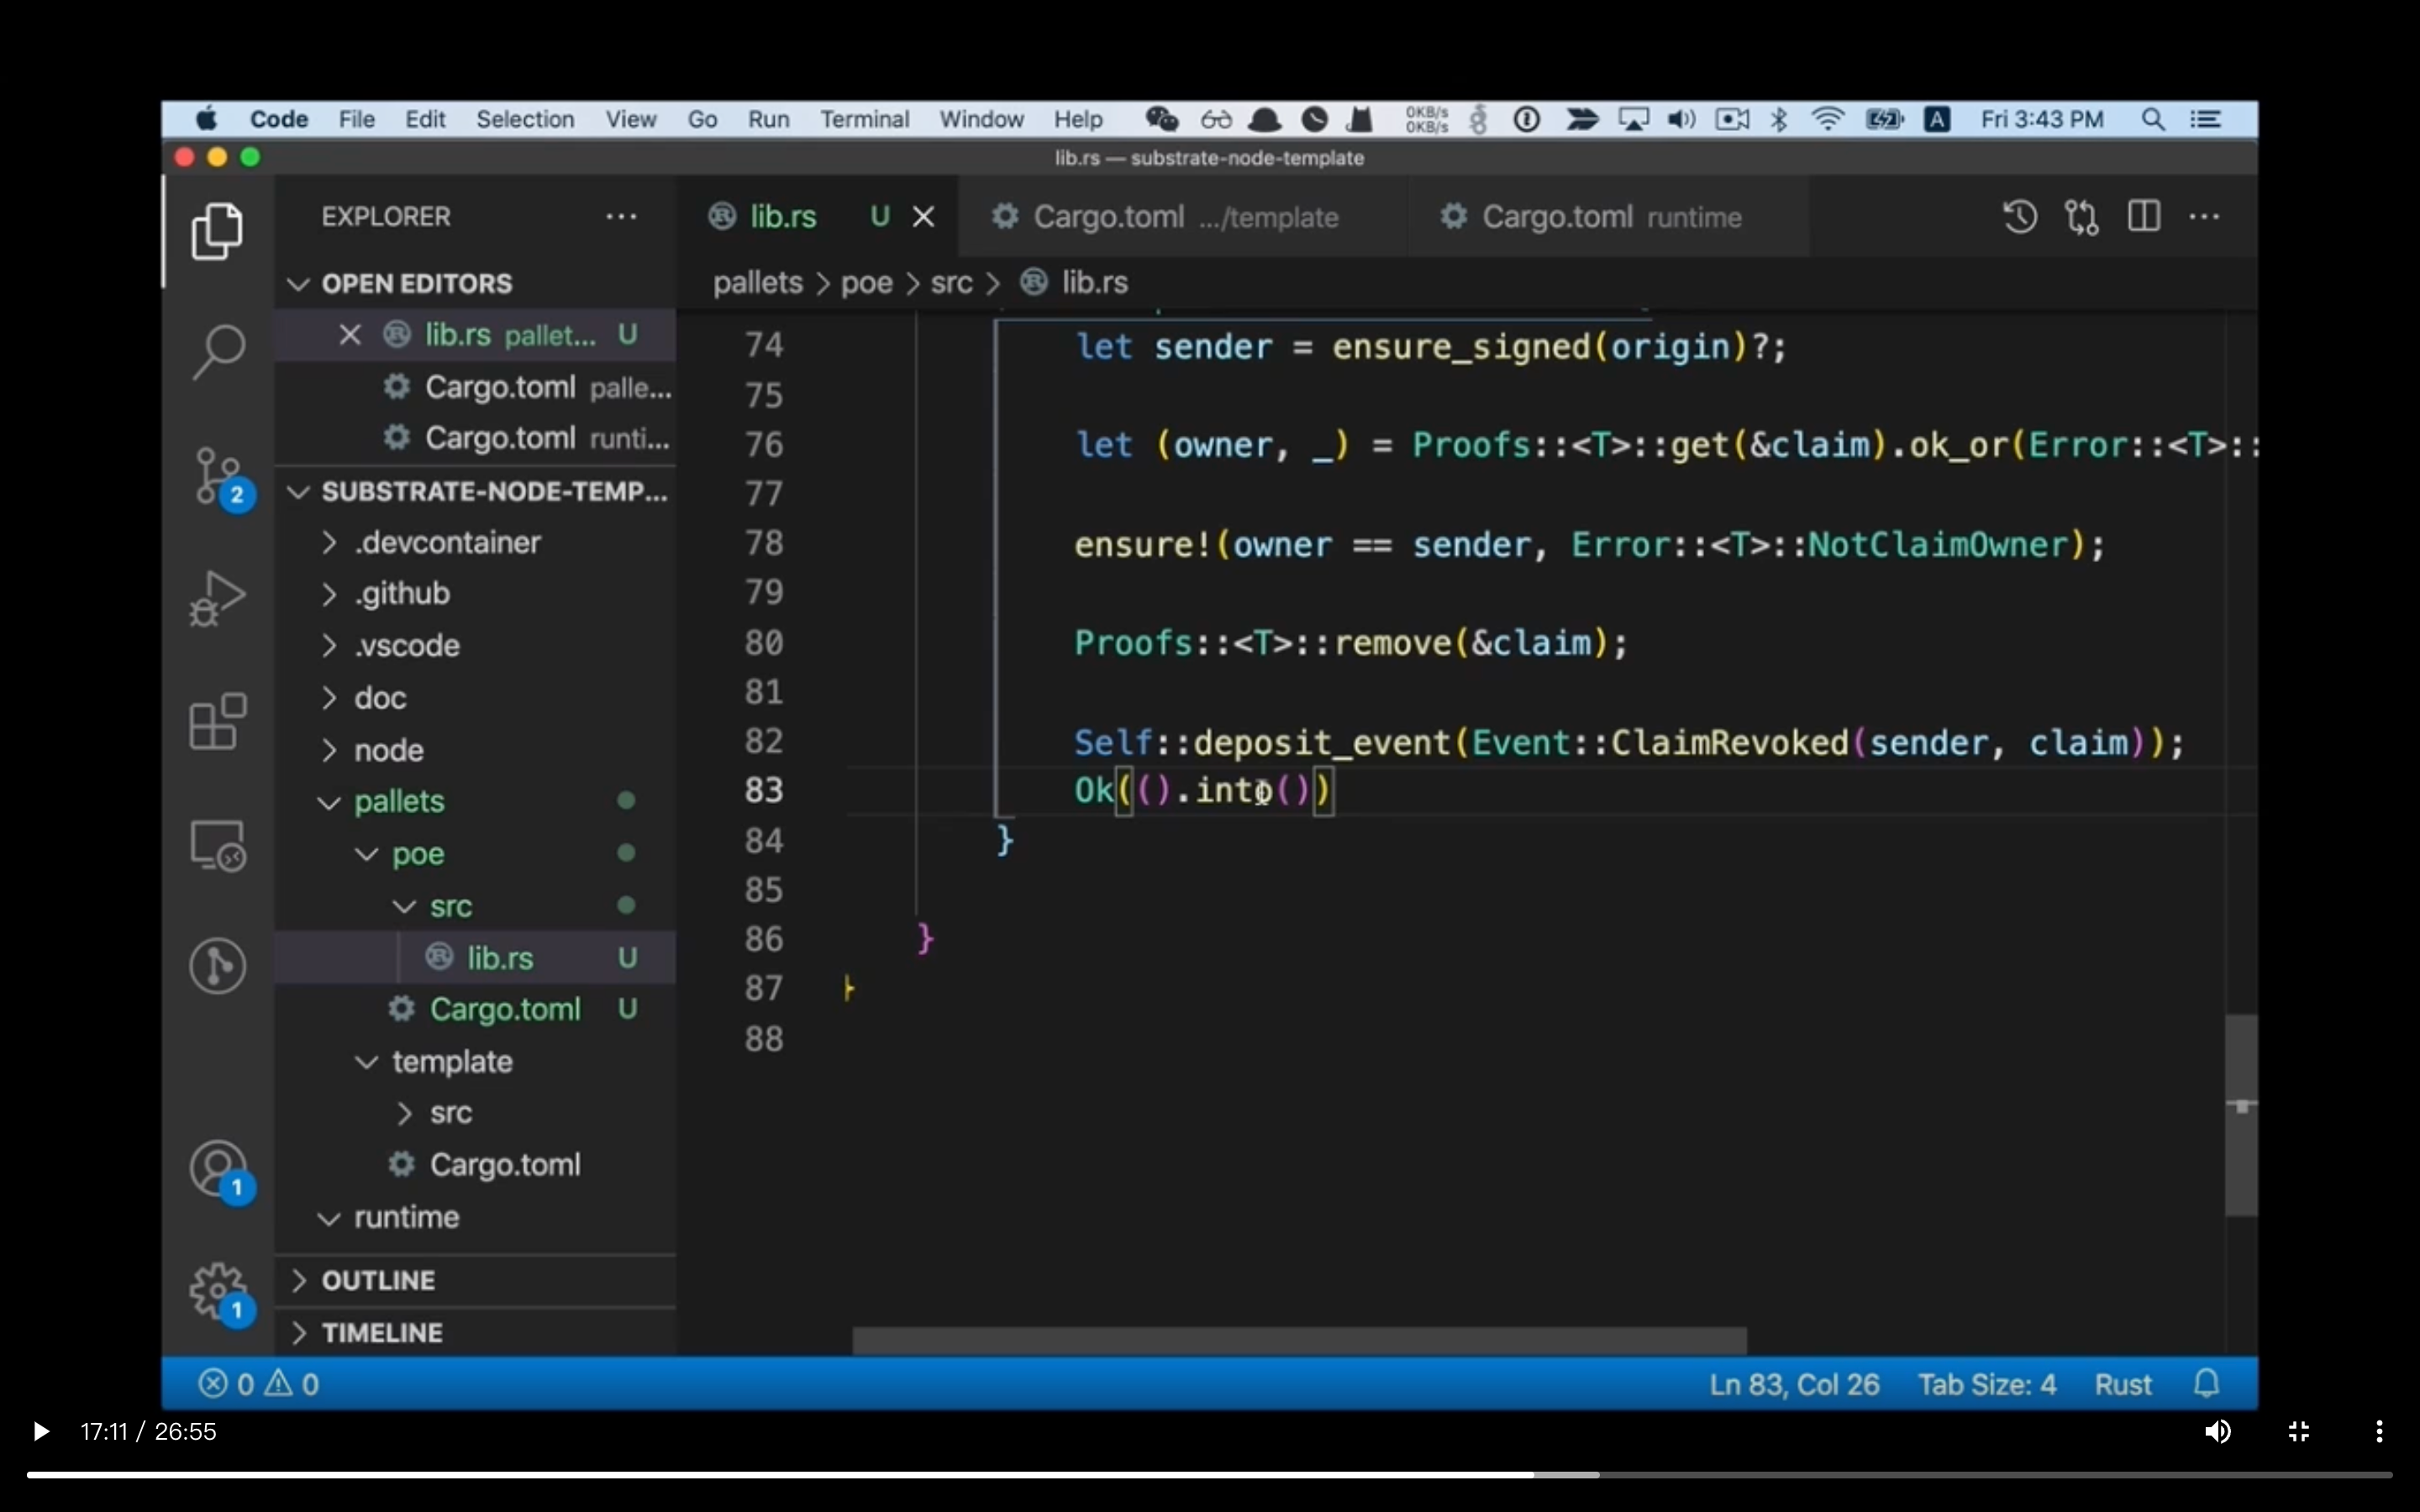 Code File Edit Selection View Go Run Terminal Window Help 0KB/s 0KB/s A Fri 3:43 PM
lib.rs — substrate-node-template
EXPLORER
lib.rs U
Cargo.toml .../template
Cargo.toml runtime
OPEN EDITORS
pallets > poe > src > lib.rs
lib.rs pallet... U
Cargo.toml palle...
Cargo.toml runti...
SUBSTRATE-NODE-TEMP...
2
.devcontainer
.github
.vscode
doc
node
pallets
poe
src
lib.rs U
Cargo.toml U
template
src
Cargo.toml
runtime
1
1
OUTLINE
TIMELINE
74 let sender = ensure_signed(origin)?;
75
76 let (owner, _) = Proofs::<T>::get(&claim).ok_or(Error::<T>::
77
78 ensure!(owner == sender, Error::<T>::NotClaimOwner);
79
80 Proofs::<T>::remove(&claim);
81
82 Self::deposit_event(Event::ClaimRevoked(sender, claim));
83 Ok(().into())
84 }
85
86 }
87 }
88
0 0
Ln 83, Col 26 Tab Size: 4 Rust
17:11 / 26:55